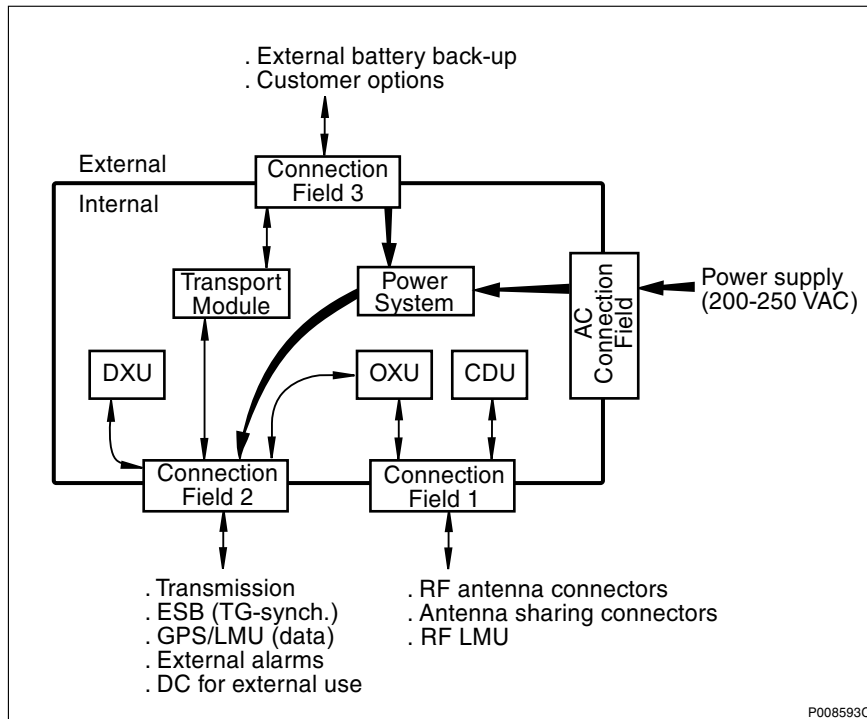 . External battery back-up
. Customer options
External
Internal
Connection
Field 3
Transport
Module
Power
System
AC
Connection
Field
Power supply
(200-250 VAC)
DXU
OXU
CDU
Connection
Field 2
Connection
Field 1
. Transmission
. ESB (TG-synch.)
. GPS/LMU (data)
. External alarms
. DC for external use
. RF antenna connectors
. Antenna sharing connectors
. RF LMU
P008593C